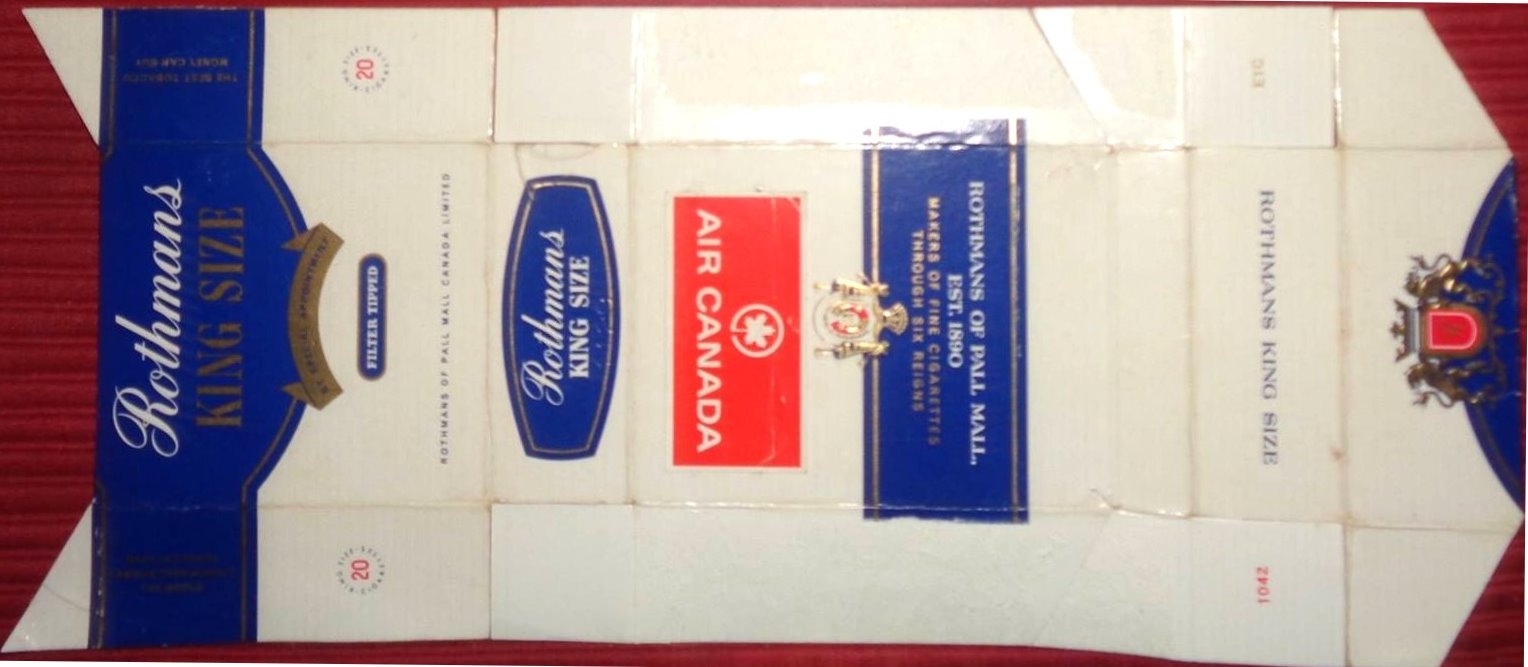 THE BEST TOBACCO
MONEY CAN BUY
KING SIZE
20
Rothmans
KING SIZE
BY SPECIAL APPOINTMENT
FILTER TIPPED
ROTHMANS OF PALL MALL CANADA LIMITED
20
Rothmans
KING SIZE
AIR CANADA
ROTHMANS OF PALL MALL,
EST. 1890
MAKERS OF FINE CIGARETTES
THROUGH SIX REIGNS
ROTHMANS KING SIZE
1042